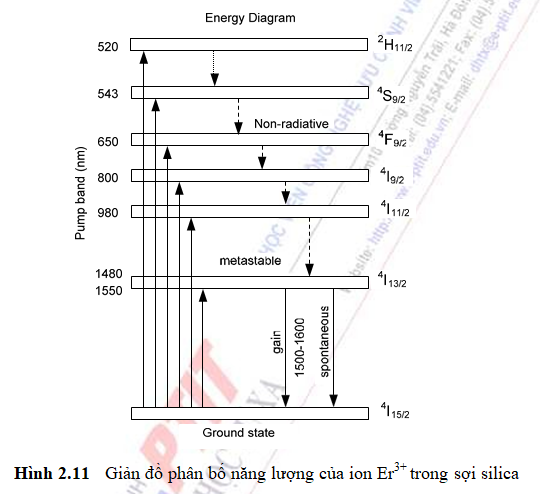 Energy Diagram
520 ²H₁₁/₂
543 ⁴S₉/₂
Non-radiative
650 ⁴F₉/₂
800 ⁴I₉/₂
980 ⁴I₁₁/₂
Pump band (nm)
metastable
1480
1550 ⁴I₁₃/₂
gain
1500-1600
spontaneous
⁴I₁₅/₂
Ground state
Hình 2.11 Giản đồ phân bố năng lượng của ion Er³⁺ trong sợi silica
PTIT